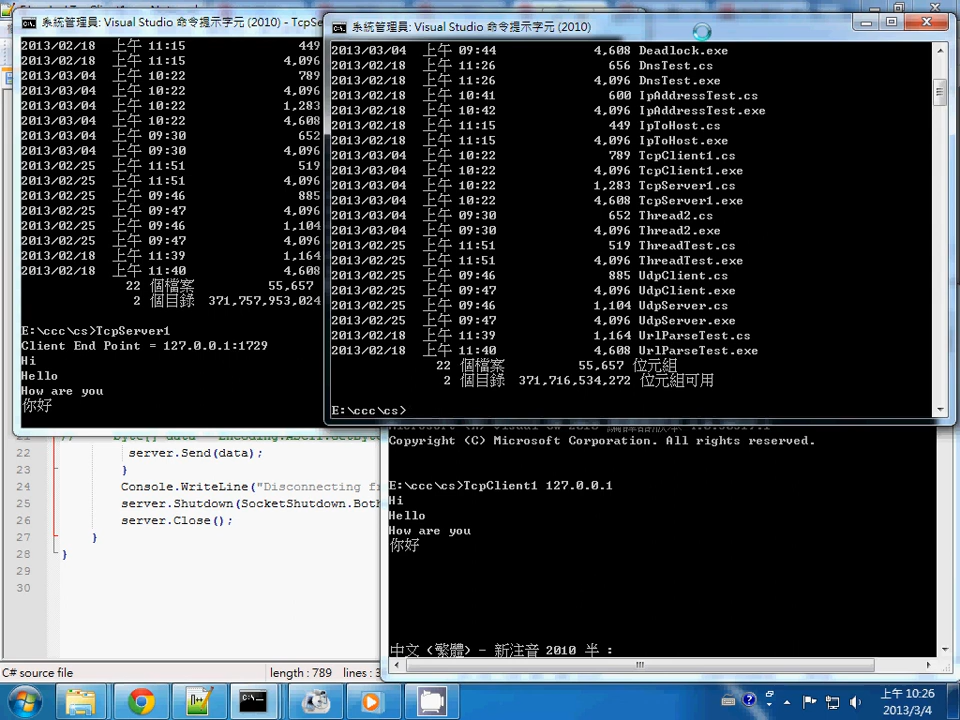 系統管理員: Visual Studio 命令提示字元 (2010) - TcpSe
2013/02/18 上午 11:15 449
2013/02/18 上午 11:15 4,096
2013/03/04 上午 10:22 789
2013/03/04 上午 10:22 4,096
2013/03/04 上午 10:22 1,283
2013/03/04 上午 10:22 4,608
2013/03/04 上午 09:30 652
2013/03/04 上午 09:30 4,096
2013/02/25 上午 11:51 519
2013/02/25 上午 11:51 4,096
2013/02/25 上午 09:46 885
2013/02/25 上午 09:47 4,096
2013/02/25 上午 09:46 1,104
2013/02/25 上午 09:47 4,096
2013/02/18 上午 11:39 1,164
2013/02/18 上午 11:40 4,608
22 個檔案 55,657
2 個目錄 371,757,953,024
E:\ccc\cs>TcpServer1
Client End Point = 127.0.0.1:1729
Hi
Hello
How are you
你好
系統管理員: Visual Studio 命令提示字元 (2010)
2013/03/04 上午 09:44 4,608 Deadlock.exe
2013/02/18 上午 11:26 656 DnsTest.cs
2013/02/18 上午 11:26 4,096 DnsTest.exe
2013/02/18 上午 10:41 600 IpAddressTest.cs
2013/02/18 上午 10:42 4,096 IpAddressTest.exe
2013/02/18 上午 11:15 449 IpToHost.cs
2013/02/18 上午 11:15 4,096 IpToHost.exe
2013/03/04 上午 10:22 789 TcpClient1.cs
2013/03/04 上午 10:22 4,096 TcpClient1.exe
2013/03/04 上午 10:22 1,283 TcpServer1.cs
2013/03/04 上午 10:22 4,608 TcpServer1.exe
2013/03/04 上午 09:30 652 Thread2.cs
2013/03/04 上午 09:30 4,096 Thread2.exe
2013/02/25 上午 11:51 519 ThreadTest.cs
2013/02/25 上午 11:51 4,096 ThreadTest.exe
2013/02/25 上午 09:46 885 UdpClient.cs
2013/02/25 上午 09:47 4,096 UdpClient.exe
2013/02/25 上午 09:46 1,104 UdpServer.cs
2013/02/25 上午 09:47 4,096 UdpServer.exe
2013/02/18 上午 11:39 1,164 UrlParseTest.cs
2013/02/18 上午 11:40 4,608 UrlParseTest.exe
22 個檔案 55,657 位元組
2 個目錄 371,716,534,272 位元組可用
E:\ccc\cs>
22 server.Send(data);
23 }
24 Console.WriteLine("Disconnecting f
25 server.Shutdown(SocketShutdown.Bot
26 server.Close();
27 }
28 }
29
30
Copyright (C) Microsoft Corporation. All rights reserved.
E:\ccc\cs>TcpClient1 127.0.0.1
Hi
Hello
How are you
你好
中文 (繁體) - 新注音 2010 半 :
C# source file length : 789 lines : 3
上午 10:26
2013/3/4